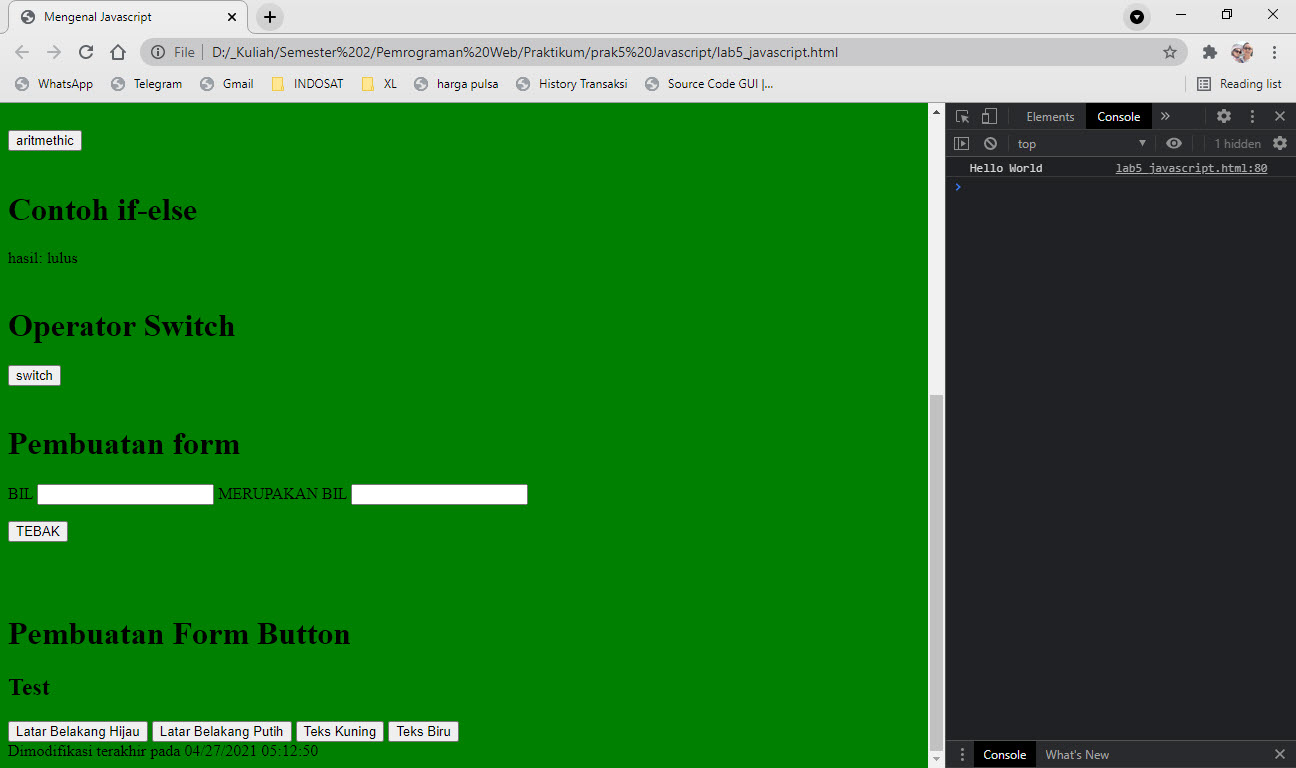 Mengenal Javascript
File D:/_Kuliah/Semester%202/Pemrograman%20Web/Praktikum/prak5%20Javascript/lab5_javascript.html
WhatsApp Telegram Gmail INDOSAT XL harga pulsa History Transaksi Source Code GUI |... Reading list
aritmethic
Contoh if-else
hasil: lulus
Operator Switch
switch
Pembuatan form
BIL MERUPAKAN BIL
TEBAK
Pembuatan Form Button
Test
Latar Belakang Hijau Latar Belakang Putih Teks Kuning Teks Biru
Dimodifikasi terakhir pada 04/27/2021 05:12:50
Elements Console
top 1 hidden
Hello World lab5_javascript.html:80
Console What's New